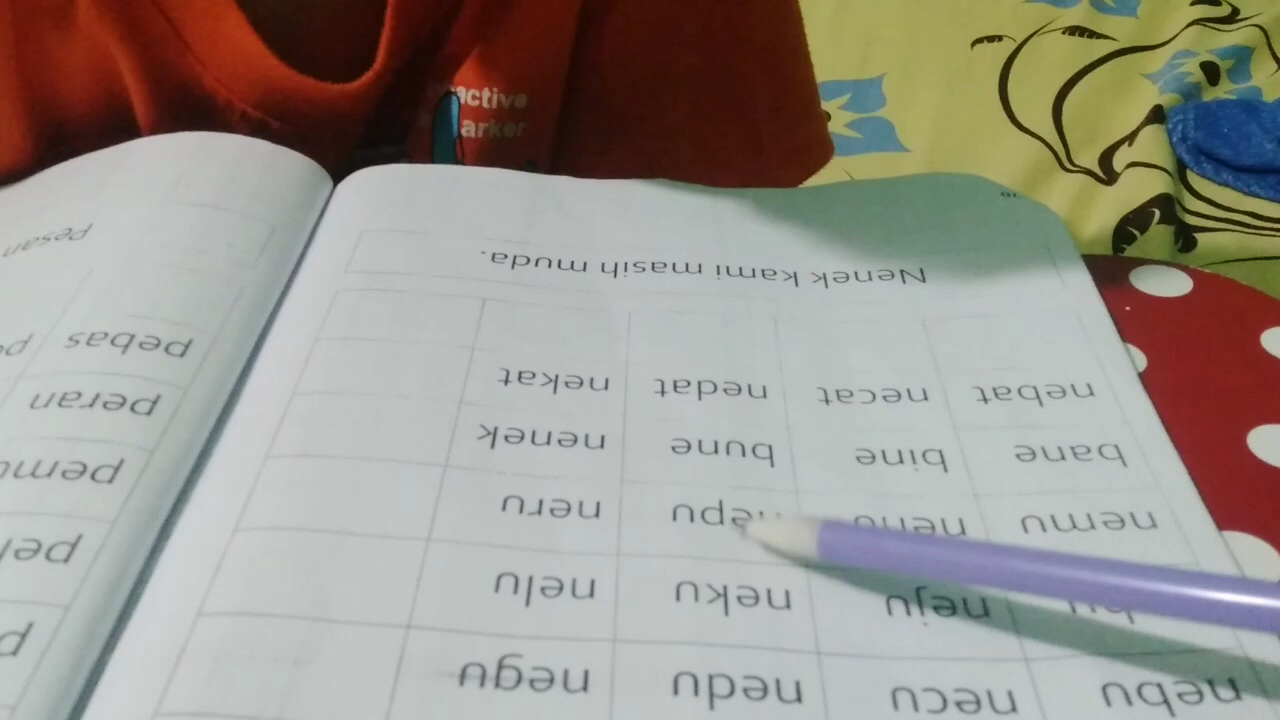 nebu necu nedu negu
neju neku nelu
nemu nepu neru
bane bine bune nenek
nebat necat nedat nekat
Nenek kami masih muda.
peran
pebas
pesan
active